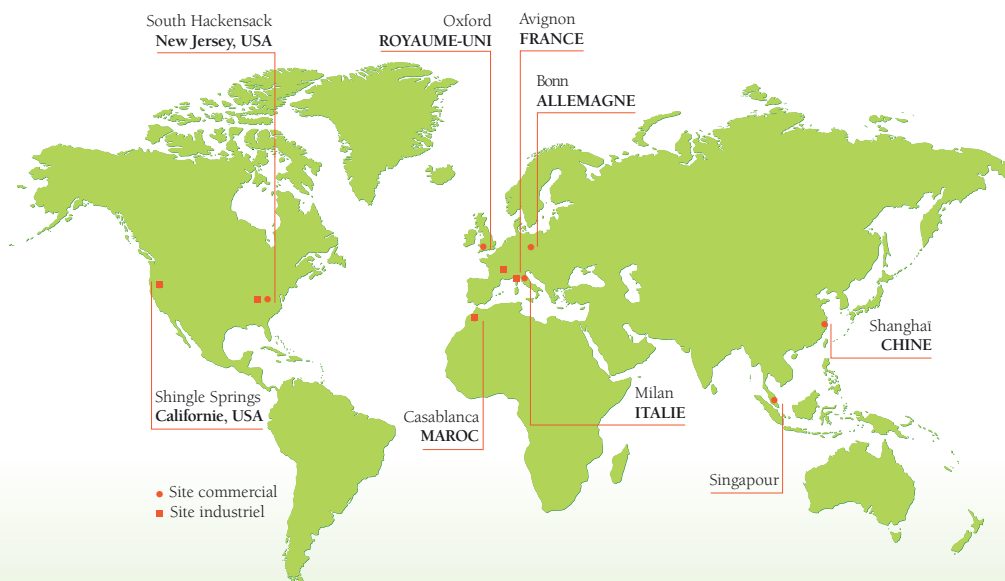 South Hackensack
New Jersey, USA
Oxford
ROYAUME-UNI
Avignon
FRANCE
Bonn
ALLEMAGNE
Shanghaï
CHINE
Shingle Springs
Californie, USA
Casablanca
MAROC
Milan
ITALIE
Singapour
Site commercial
Site industriel